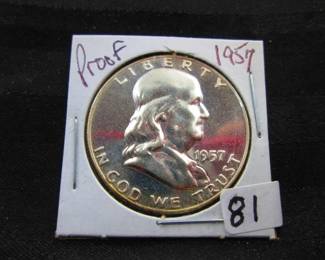 Proof 1957
LIBERTY
1957
IN GOD WE TRUST
81